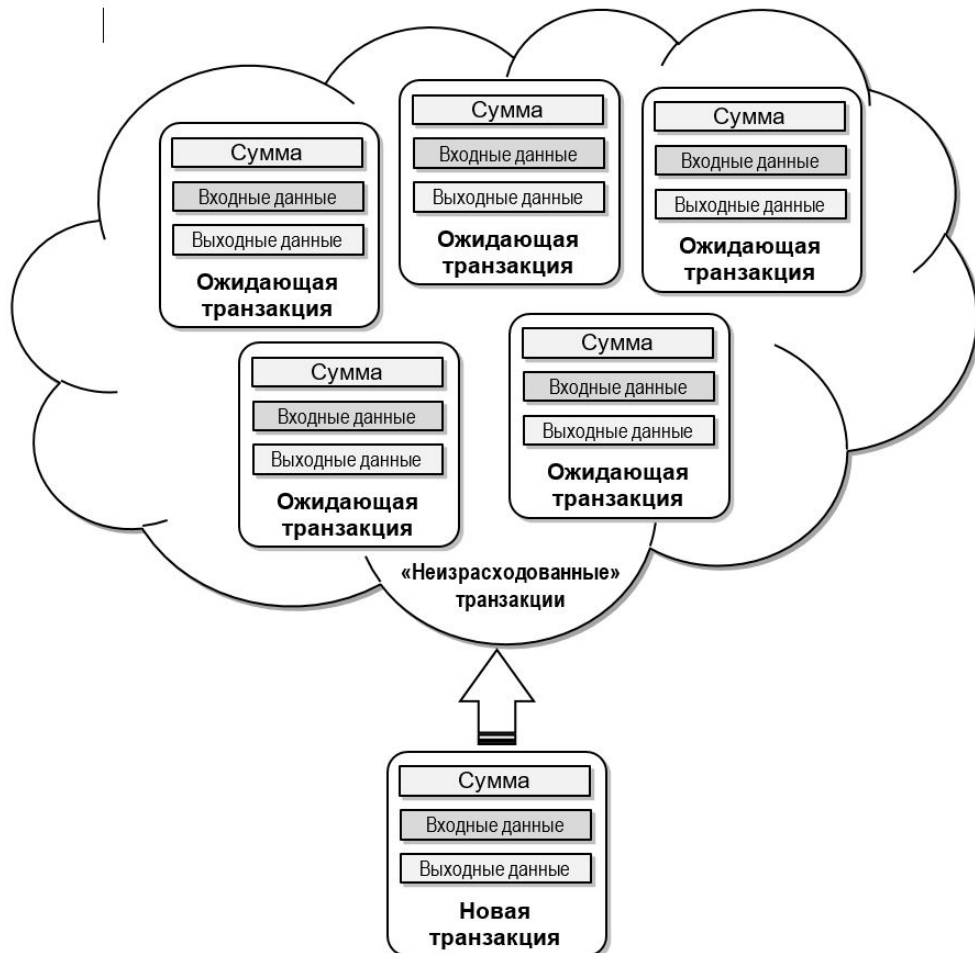 Сумма
Входные данные
Выходные данные
Ожидающая
транзакция
Сумма
Входные данные
Выходные данные
Ожидающая
транзакция
Сумма
Входные данные
Выходные данные
Ожидающая
транзакция
Сумма
Входные данные
Выходные данные
Ожидающая
транзакция
Сумма
Входные данные
Выходные данные
Ожидающая
транзакция
«Неизрасходованные»
транзакции
Сумма
Входные данные
Выходные данные
Новая
транзакция